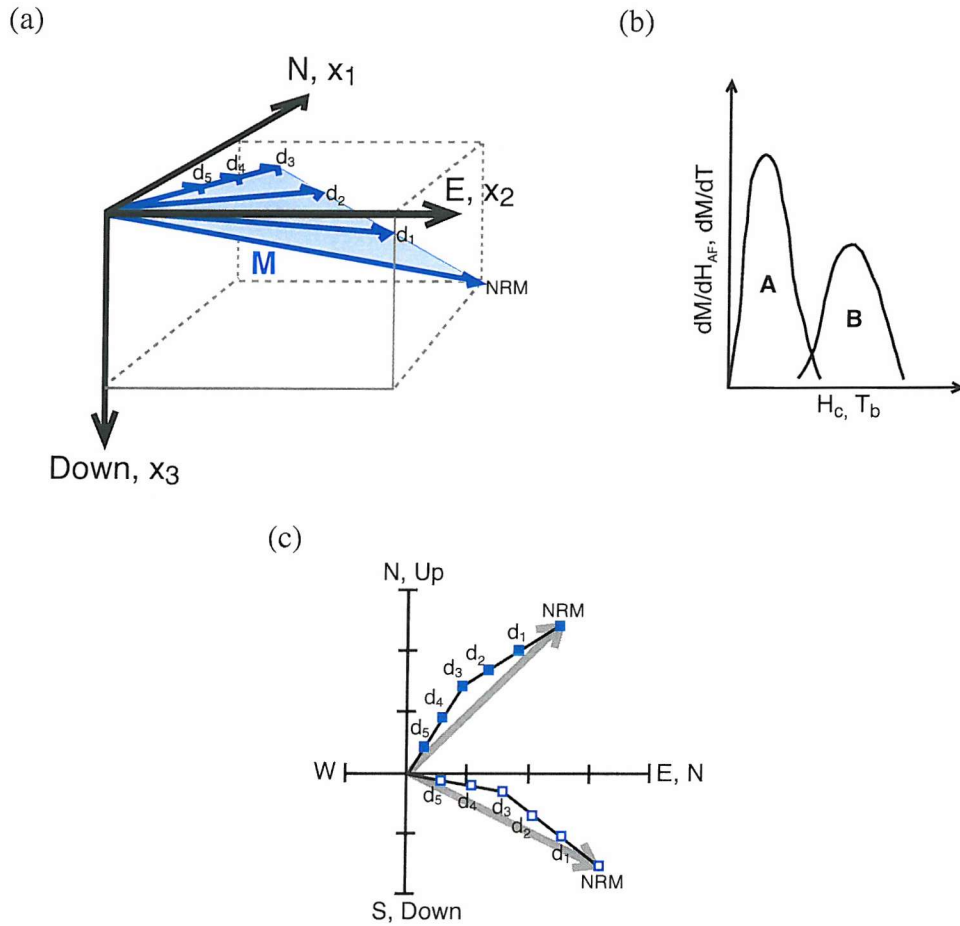 (a)
N, x1
d5
d4
d3
d2
E, x2
d1
M
NRM
Down, x3
(b)
dM/dHAF, dM/dT
A
B
Hc, Tb
(c)
N, Up
NRM
d1
d2
d3
d4
d5
W
E, N
d5
d4
d3
d2
d1
NRM
S, Down